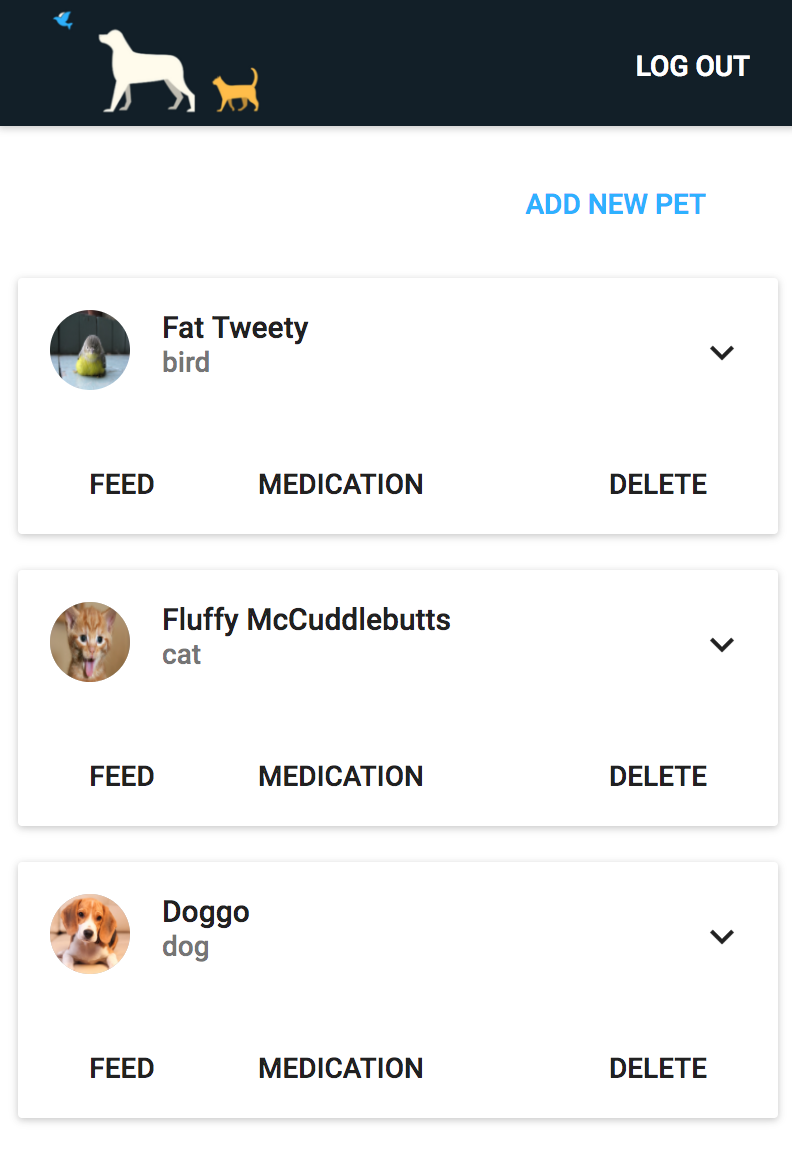 LOG OUT
ADD NEW PET
Fat Tweety
bird
FEED MEDICATION DELETE
Fluffy McCuddlebutts
cat
FEED MEDICATION DELETE
Doggo
dog
FEED MEDICATION DELETE